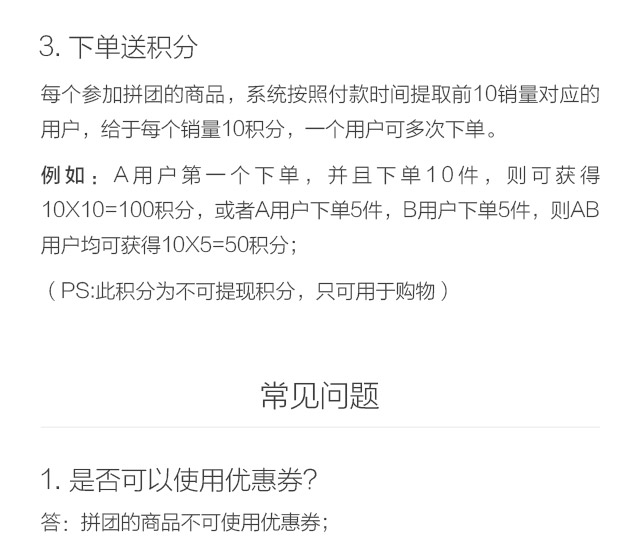 3. 下单送积分
每个参加拼团的商品，系统按照付款时间提取前10销量对应的
用户，给于每个销量10积分，一个用户可多次下单。
例如：A用户第一个下单，并且下单10件，则可获得
10X10=100积分，或者A用户下单5件，B用户下单5件，则AB
用户均可获得10X5=50积分；
（PS:此积分为不可提现积分，只可用于购物）
常见问题
1. 是否可以使用优惠券？
答：拼团的商品不可使用优惠券；